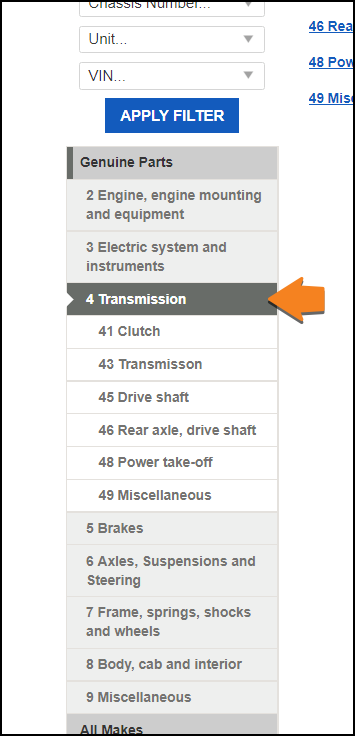 Chassis Number...
46 Rea
Unit...
48 Pow
VIN...
49 Misc
APPLY FILTER
Genuine Parts
2 Engine, engine mounting
and equipment
3 Electric system and
instruments
4 Transmission
41 Clutch
43 Transmisson
45 Drive shaft
46 Rear axle, drive shaft
48 Power take-off
49 Miscellaneous
5 Brakes
6 Axles, Suspensions and
Steering
7 Frame, springs, shocks
and wheels
8 Body, cab and interior
9 Miscellaneous
All Makes